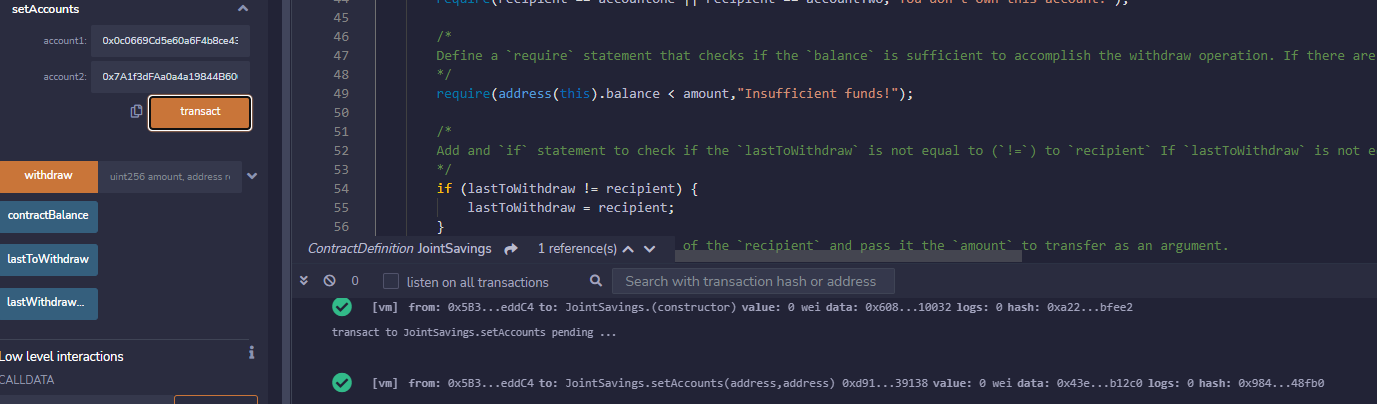 setAccounts
account1: 0x0c0669Cd5e60a6F4b8ce43
account2: 0x7A1f3dFAa0a4a19844B60
transact
withdraw uint256 amount, address r
contractBalance
lastToWithdraw
lastWithdraw...
Low level interactions
CALLDATA
44 require(recipient == accountOne || recipient == accountTwo, "You don't own this account!");
45
46 /*
47 Define a `require` statement that checks if the `balance` is sufficient to accomplish the withdraw operation. If there are
48 */
49 require(address(this).balance < amount,"Insufficient funds!");
50
51 /*
52 Add and `if` statement to check if the `lastToWithdraw` is not equal to (`!=`) to `recipient` If `lastToWithdraw` is not e
53 */
54 if (lastToWithdraw != recipient) {
55 lastToWithdraw = recipient;
56 }
ContractDefinition JointSavings 1 reference(s) of the `recipient` and pass it the `amount` to transfer as an argument.
0 listen on all transactions Search with transaction hash or address
[vm] from: 0x5B3...eddC4 to: JointSavings.(constructor) value: 0 wei data: 0x608...10032 logs: 0 hash: 0xa22...bfee2
transact to JointSavings.setAccounts pending ...
[vm] from: 0x5B3...eddC4 to: JointSavings.setAccounts(address,address) 0xd91...39138 value: 0 wei data: 0x43e...b12c0 logs: 0 hash: 0x984...48fb0